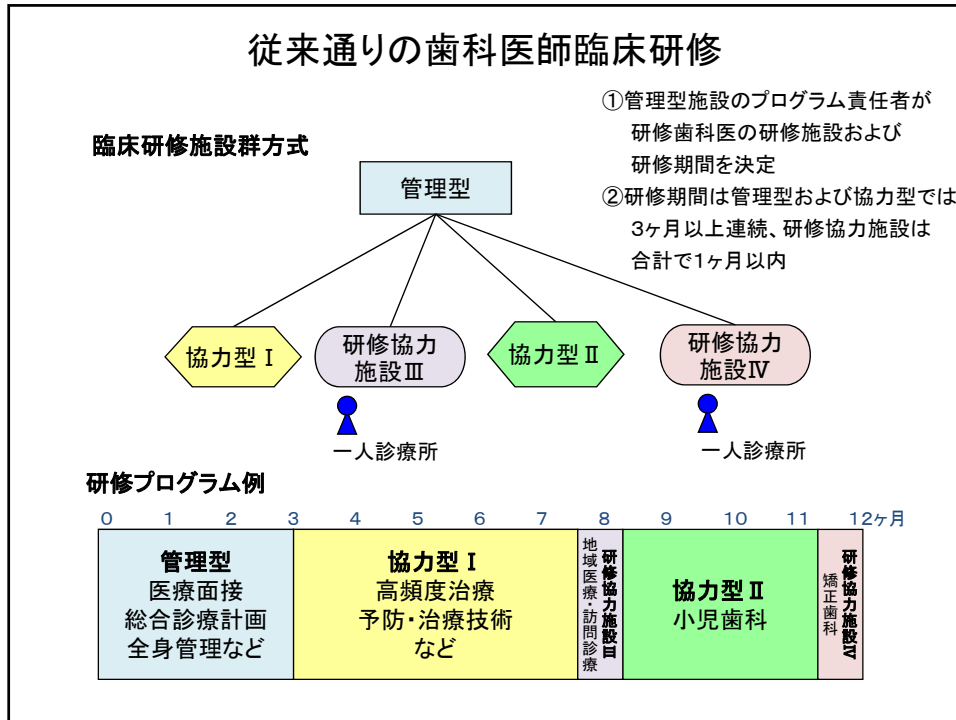 従来通りの歯科医師臨床研修
①管理型施設のプログラム責任者が
研修歯科医の研修施設および
研修期間を決定
②研修期間は管理型および協力型では
3ヶ月以上連続、研修協力施設は
合計で1ヶ月以内
臨床研修施設群方式
管理型
協力型Ⅰ
研修協力
施設Ⅲ
協力型Ⅱ
研修協力
施設Ⅳ
一人診療所
一人診療所
研修プログラム例
0 1 2 3 4 5 6 7 8 9 10 11 12ヶ月
管理型
医療面接
総合診療計画
全身管理など
協力型Ⅰ
高頻度治療
予防・治療技術
など
研修協力施設Ⅲ
地域医療・訪問診療
協力型Ⅱ
小児歯科
研修協力施設Ⅳ
矯正歯科